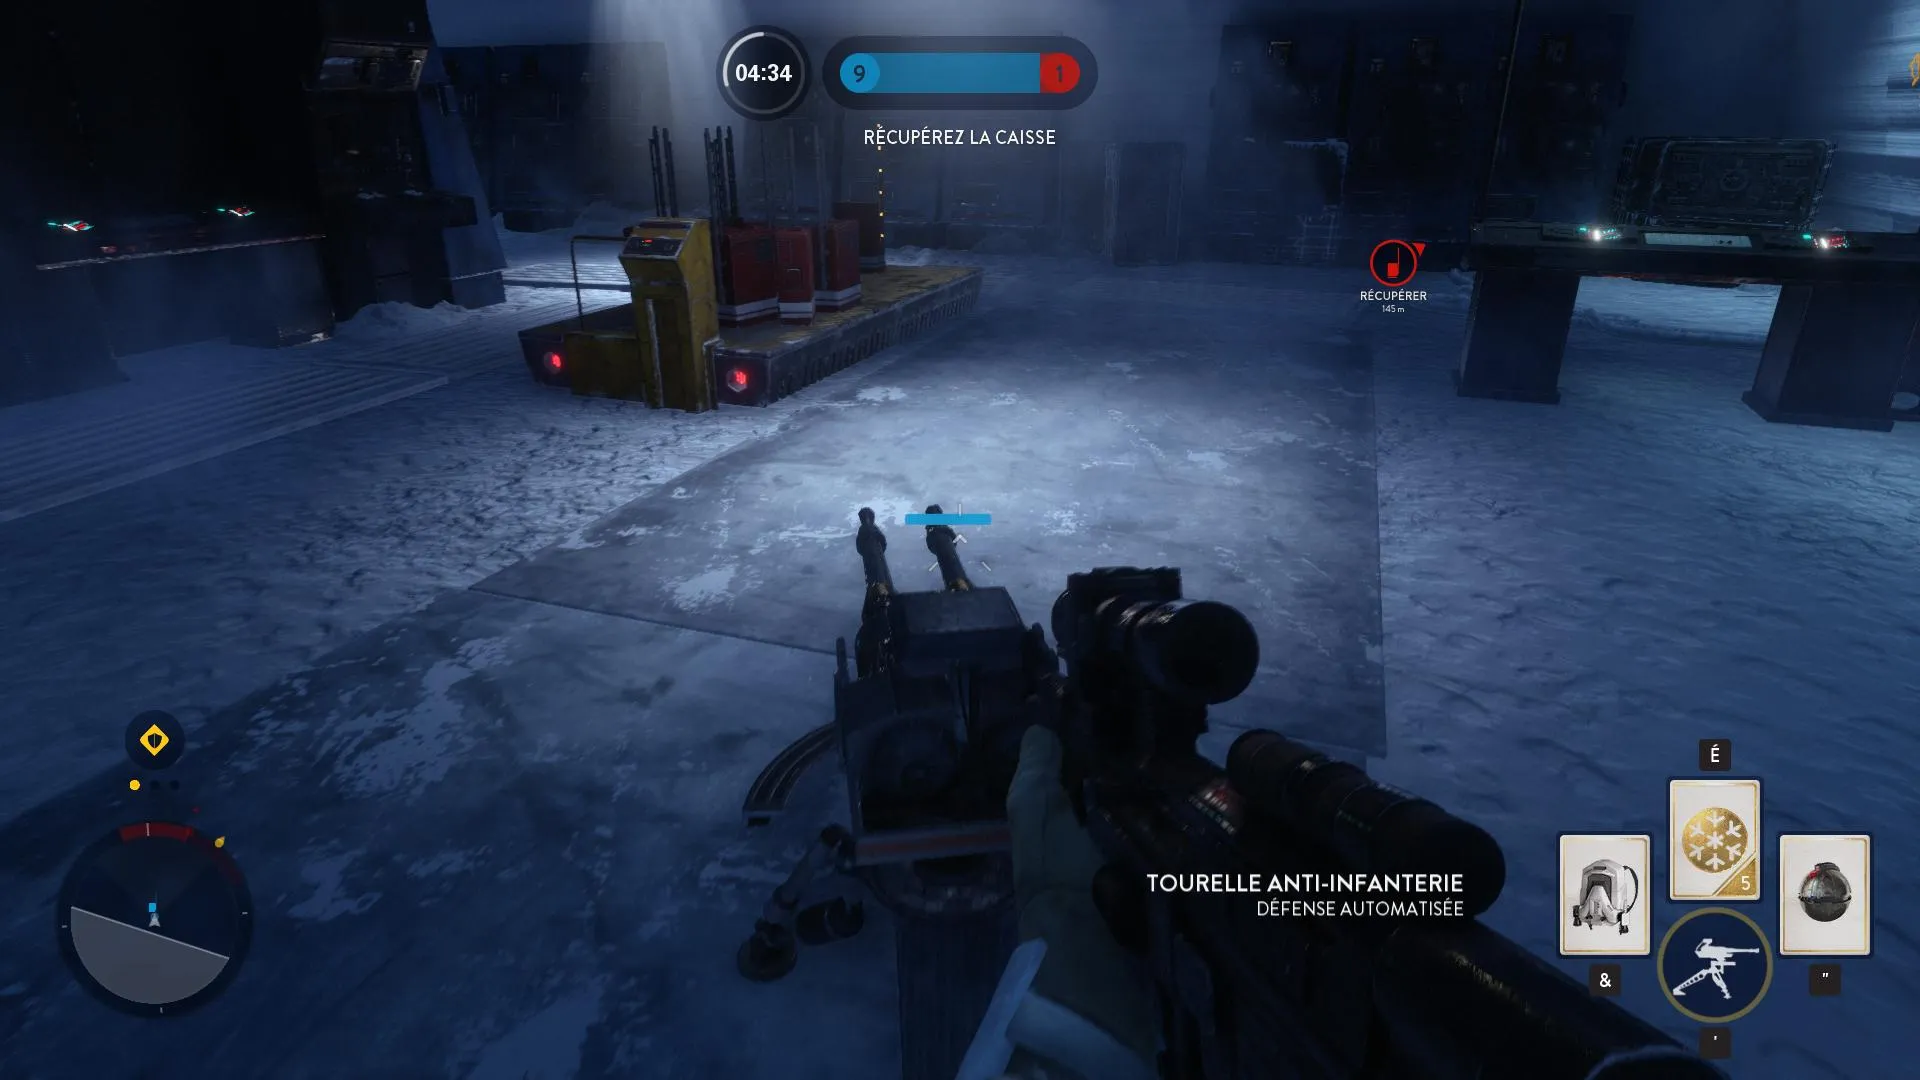 04:34
9
1
RÉCUPÉREZ LA CAISSE
RÉCUPÉRER
145 m
É
5
TOURELLE ANTI-INFANTERIE
DÉFENSE AUTOMATISÉE
&
"
'